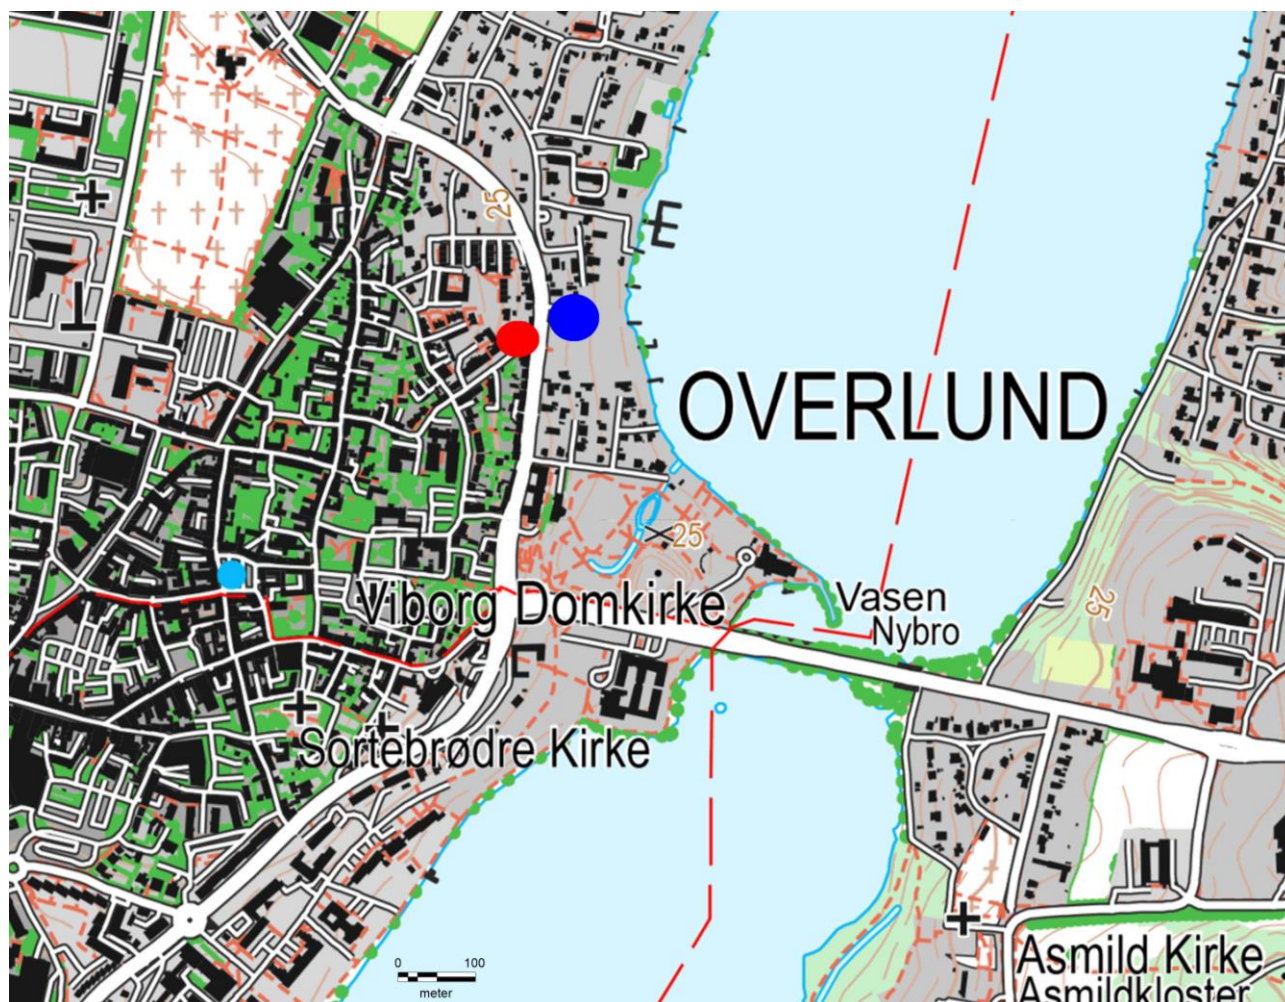 25
OVERLUND
25
Viborg Domkirke
Vasen
Nybro
25
Sortebrødre Kirke
0 100
meter
Asmild Kirke
Asmildkloster